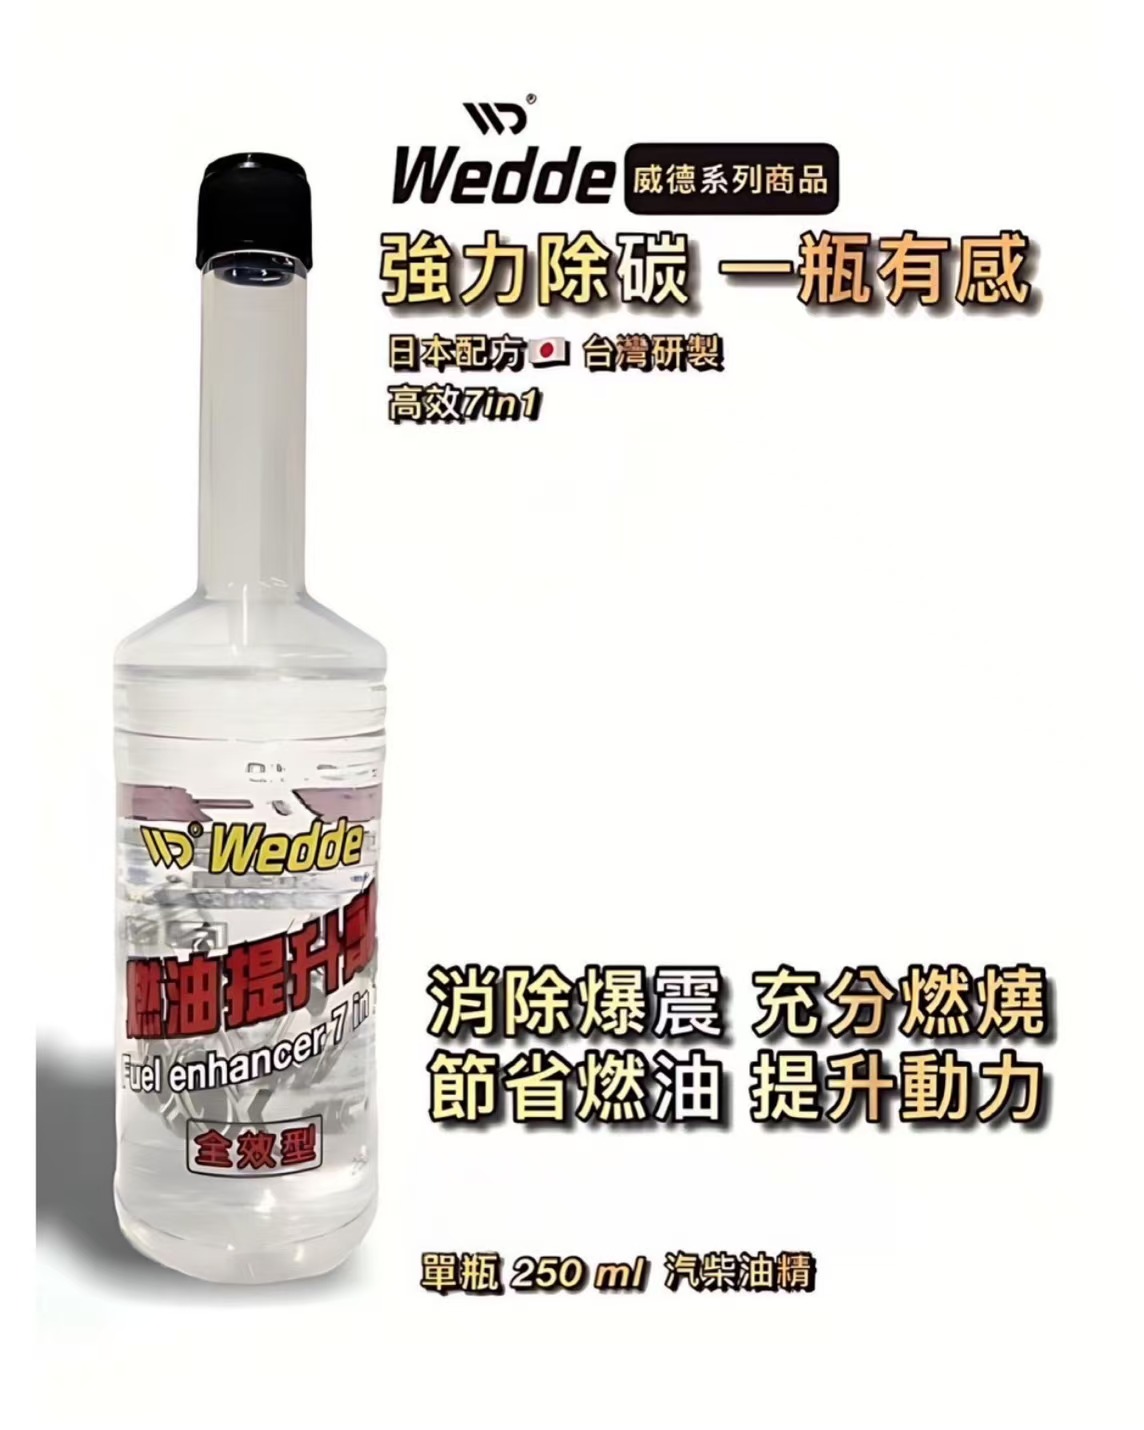 WD®
Wedde 威德系列商品
強力除碳 一瓶有感
日本配方🇯🇵 台灣研製
高效7in1
WD® Wedde
燃油提升
Fuel enhancer 7 in
全效型
消除爆震 充分燃燒
節省燃油 提升動力
單瓶 250 ml 汽柴油精